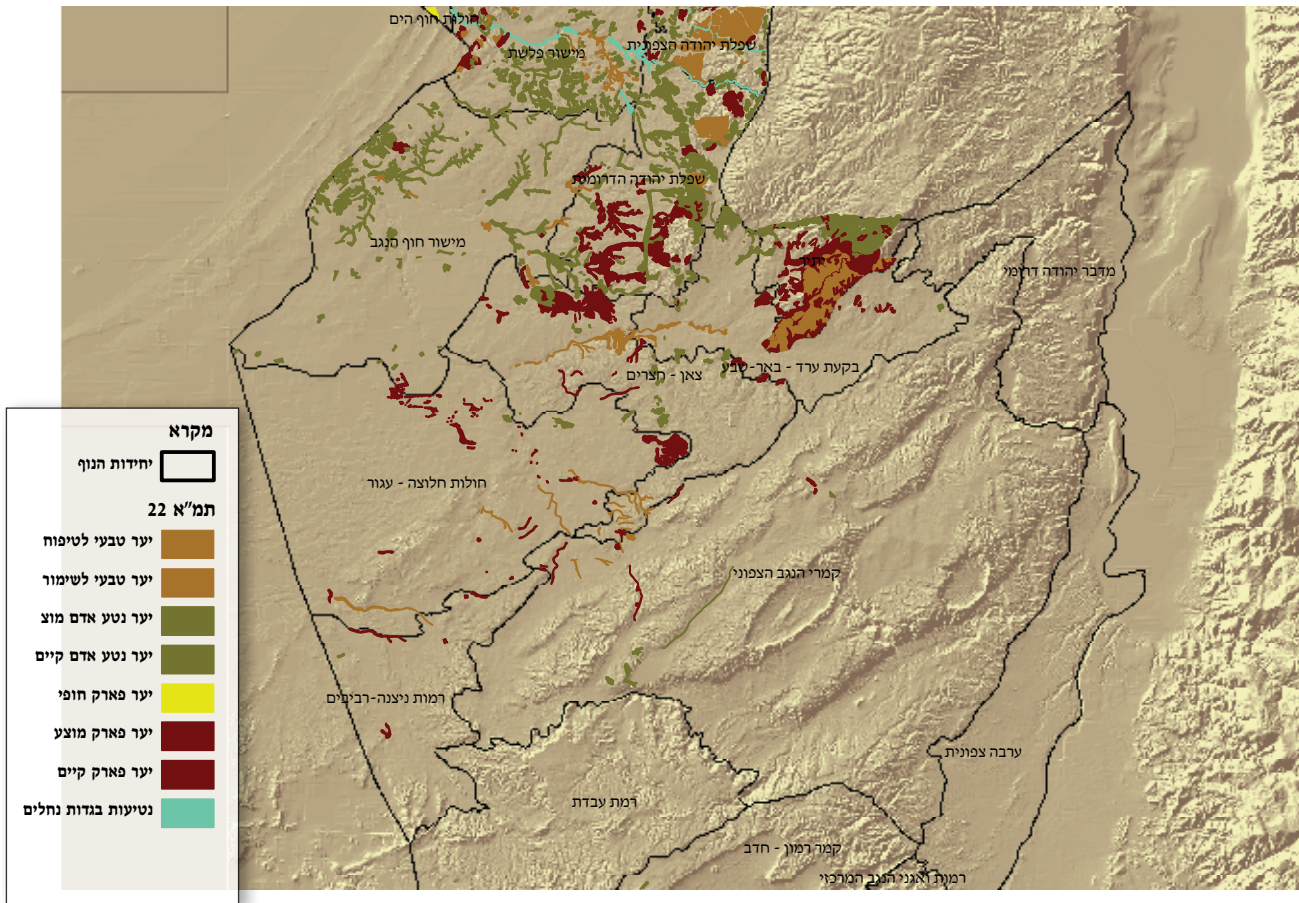 חולות חוף הים
מישור פלשת
שפלת יהודה הצפונית
שפלת יהודה הדרומית
מישור חוף הנגב
יתיר
מדבר יהודה דרומי
בקעת ערד - באר-שבע
צאן - חצרים
חולות חלוצה - עגור
קמרי הנגב הצפוני
רמות ניצנה-רביבים
ערבה צפונית
רמת עבדת
קמר רמון - חדב
רמות ואגני הנגב המרכזי
מקרא
יחידות הנוף
תמ"א 22
יער טבעי לטיפוח
יער טבעי לשימור
יער נטע אדם מוצ
יער נטע אדם קיים
יער פארק חופי
יער פארק מוצע
יער פארק קיים
נטיעות בגדות נחלים